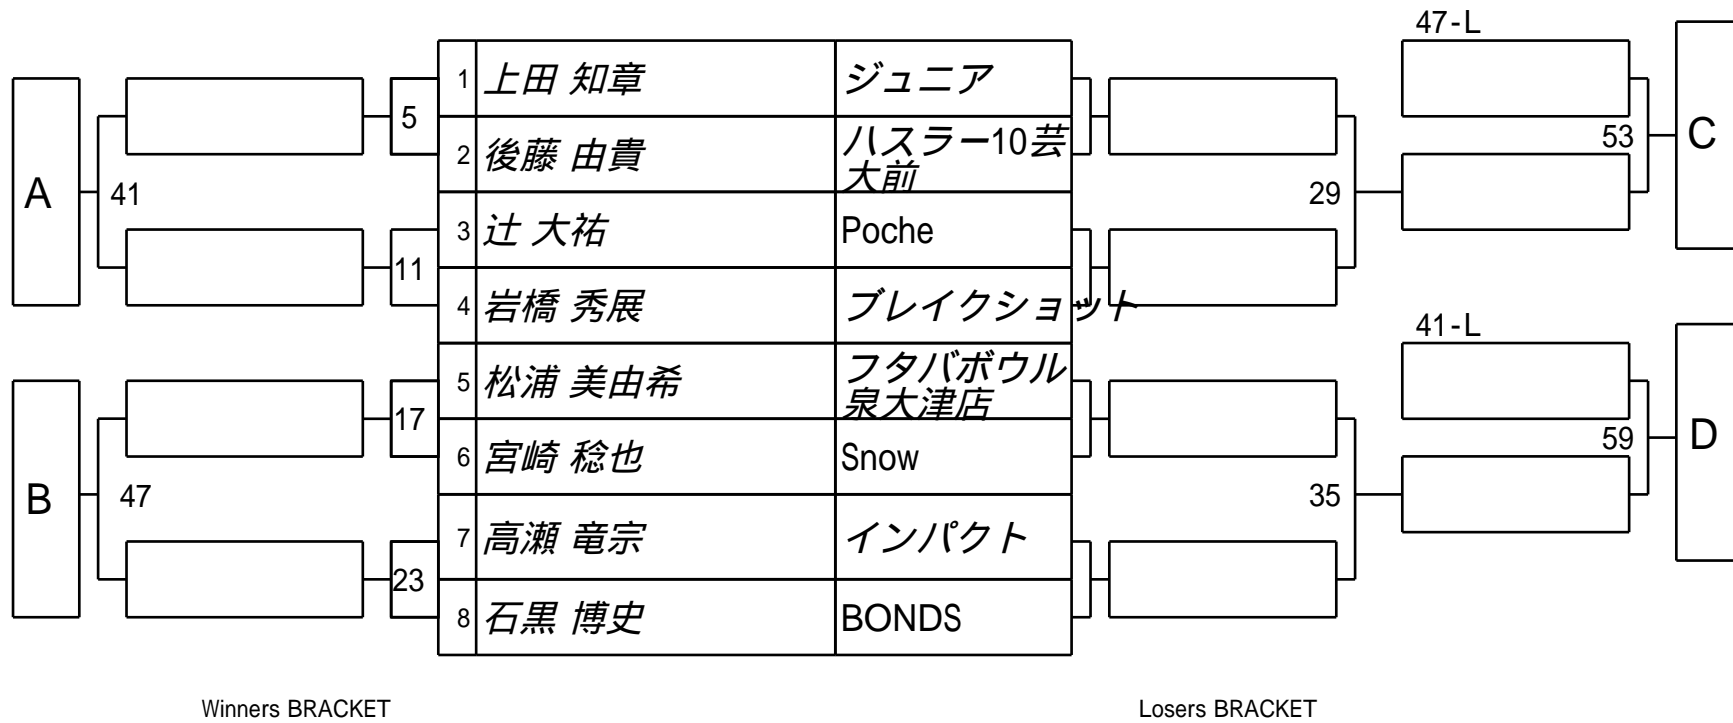 47-L
1 上田 知章 ジュニア
5
2 後藤 由貴 ハスラー10芸
大前
53
C
A
41
29
3 辻 大祐 Poche
11
4 岩橋 秀展 ブレイクショット
41-L
5 松浦 美由希 フタバボウル
泉大津店
17
6 宮崎 稔也 Snow
59
D
B
47
35
7 高瀬 竜宗 インパクト
23
8 石黒 博史 BONDS
Winners BRACKET
Losers BRACKET